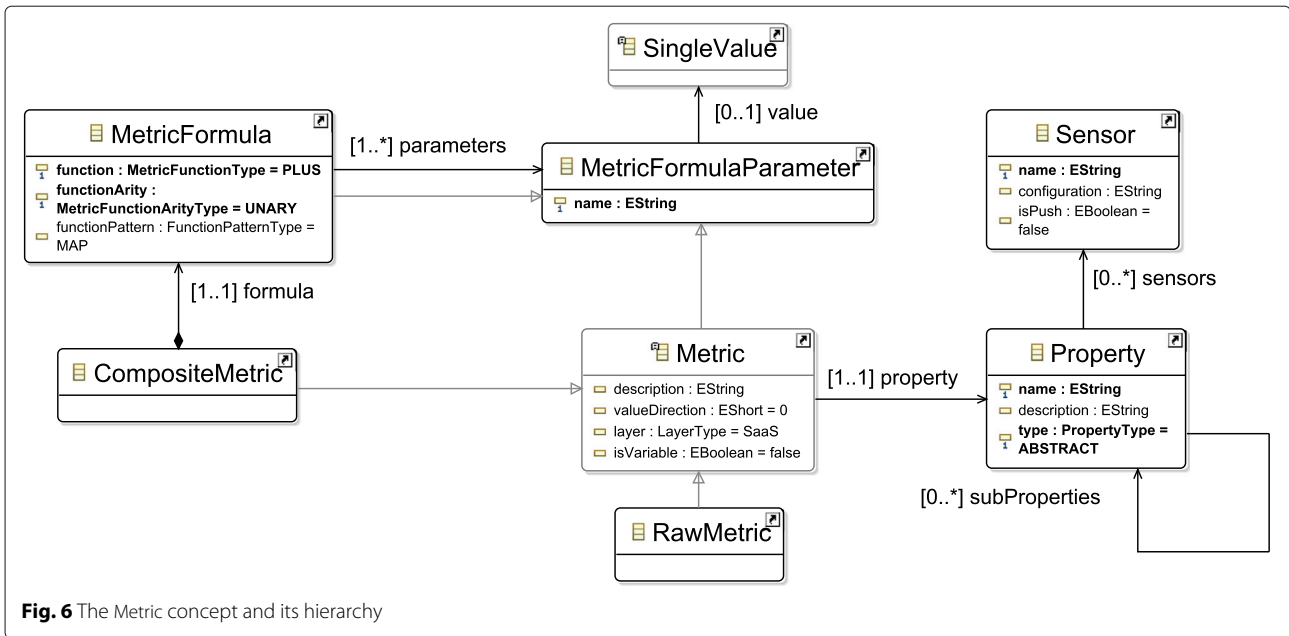 SingleValue
[0..1] value
MetricFormula
function : MetricFunctionType = PLUS
functionArity :
MetricFunctionArityType = UNARY
functionPattern : FunctionPatternType =
MAP
[1..*] parameters
MetricFormulaParameter
name : EString
Sensor
name : EString
configuration : EString
isPush : EBoolean =
false
[1..1] formula
[0..*] sensors
CompositeMetric
Metric
description : EString
valueDirection : EShort = 0
layer : LayerType = SaaS
isVariable : EBoolean = false
[1..1] property
Property
name : EString
description : EString
type : PropertyType =
ABSTRACT
[0..*] subProperties
RawMetric
Fig. 6 The Metric concept and its hierarchy